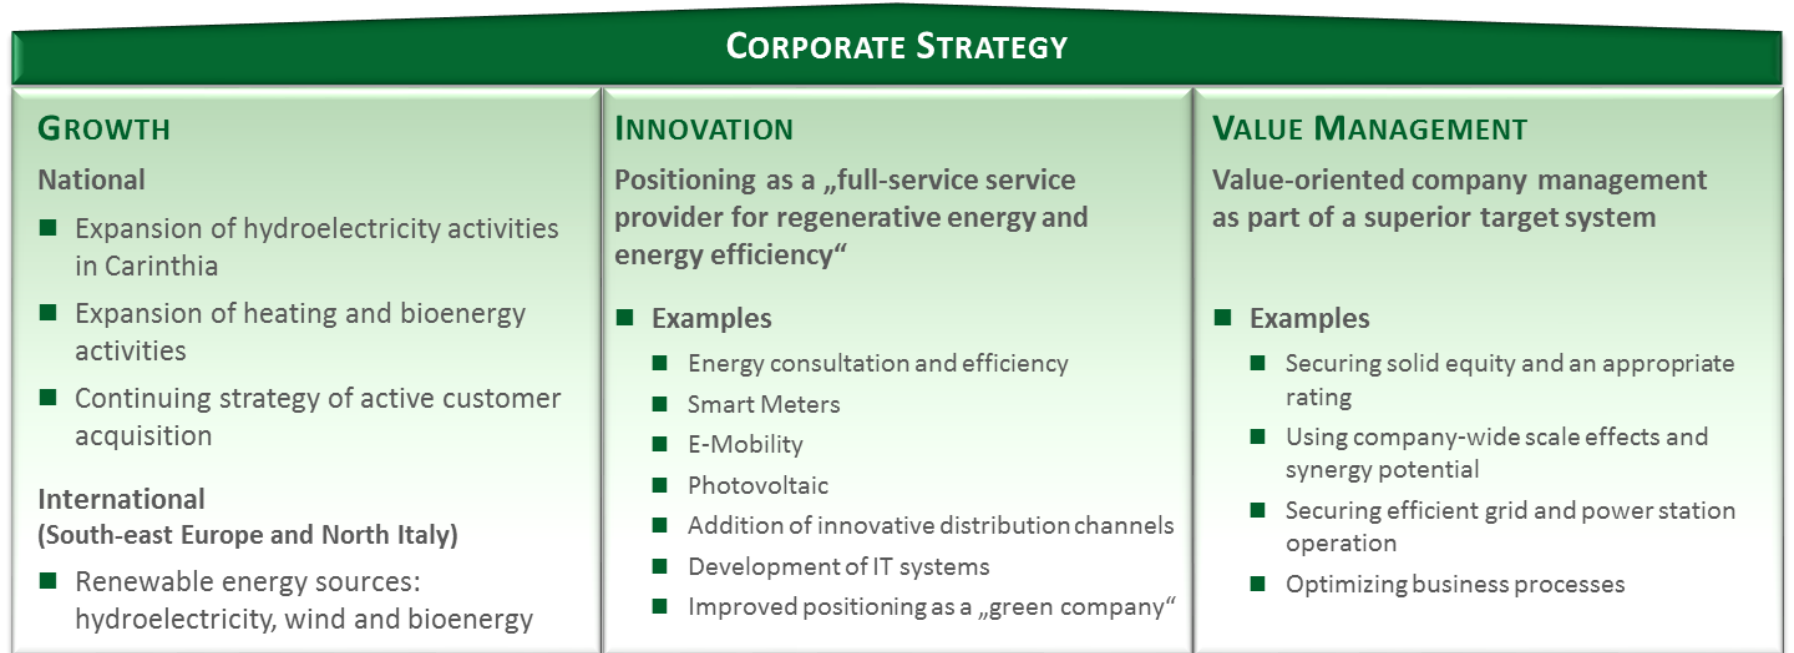 CORPORATE STRATEGY
GROWTH
National
Expansion of hydroelectricity activities
in Carinthia
Expansion of heating and bioenergy
activities
Continuing strategy of active customer
acquisition
International
(South-east Europe and North Italy)
Renewable energy sources:
hydroelectricity, wind and bioenergy
INNOVATION
Positioning as a „full-service service
provider for regenerative energy and
energy efficiency“
Examples
Energy consultation and efficiency
Smart Meters
E-Mobility
Photovoltaic
Addition of innovative distribution channels
Development of IT systems
Improved positioning as a „green company“
VALUE MANAGEMENT
Value-oriented company management
as part of a superior target system
Examples
Securing solid equity and an appropriate
rating
Using company-wide scale effects and
synergy potential
Securing efficient grid and power station
operation
Optimizing business processes